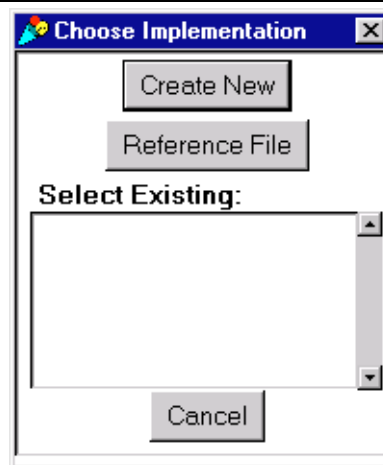 Choose Implementation
Create New
Reference File
Select Existing:
Cancel